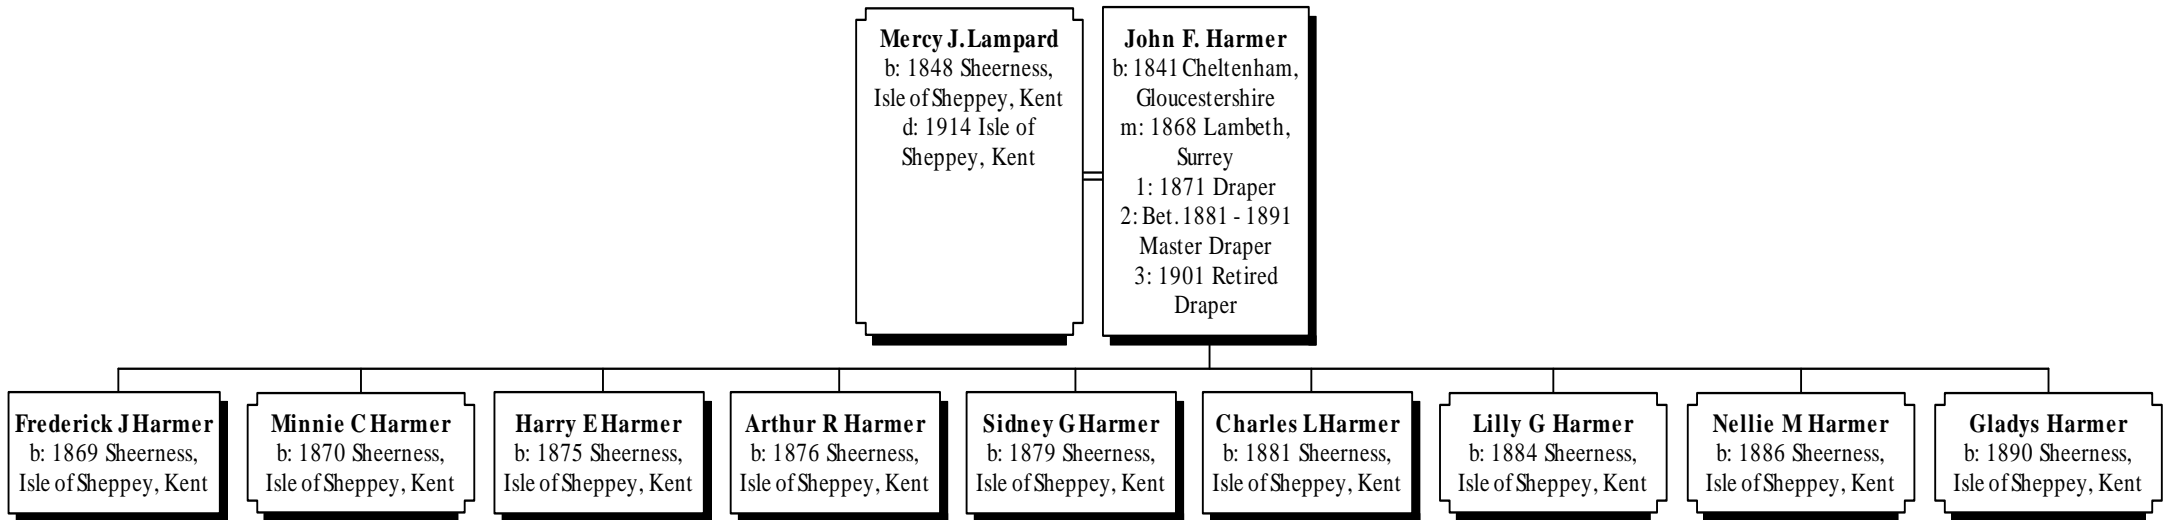 Mercy J. Lampard
b: 1848 Sheerness,
Isle of Sheppey, Kent
d: 1914 Isle of
Sheppey, Kent
John F. Harmer
b: 1841 Cheltenham,
Gloucestershire
m: 1868 Lambeth,
Surrey
1: 1871 Draper
2: Bet. 1881 - 1891
Master Draper
3: 1901 Retired
Draper
Frederick J Harmer
b: 1869 Sheerness,
Isle of Sheppey, Kent
Minnie C Harmer
b: 1870 Sheerness,
Isle of Sheppey, Kent
Harry E Harmer
b: 1875 Sheerness,
Isle of Sheppey, Kent
Arthur R Harmer
b: 1876 Sheerness,
Isle of Sheppey, Kent
Sidney G Harmer
b: 1879 Sheerness,
Isle of Sheppey, Kent
Charles L Harmer
b: 1881 Sheerness,
Isle of Sheppey, Kent
Lilly G Harmer
b: 1884 Sheerness,
Isle of Sheppey, Kent
Nellie M Harmer
b: 1886 Sheerness,
Isle of Sheppey, Kent
Gladys Harmer
b: 1890 Sheerness,
Isle of Sheppey, Kent